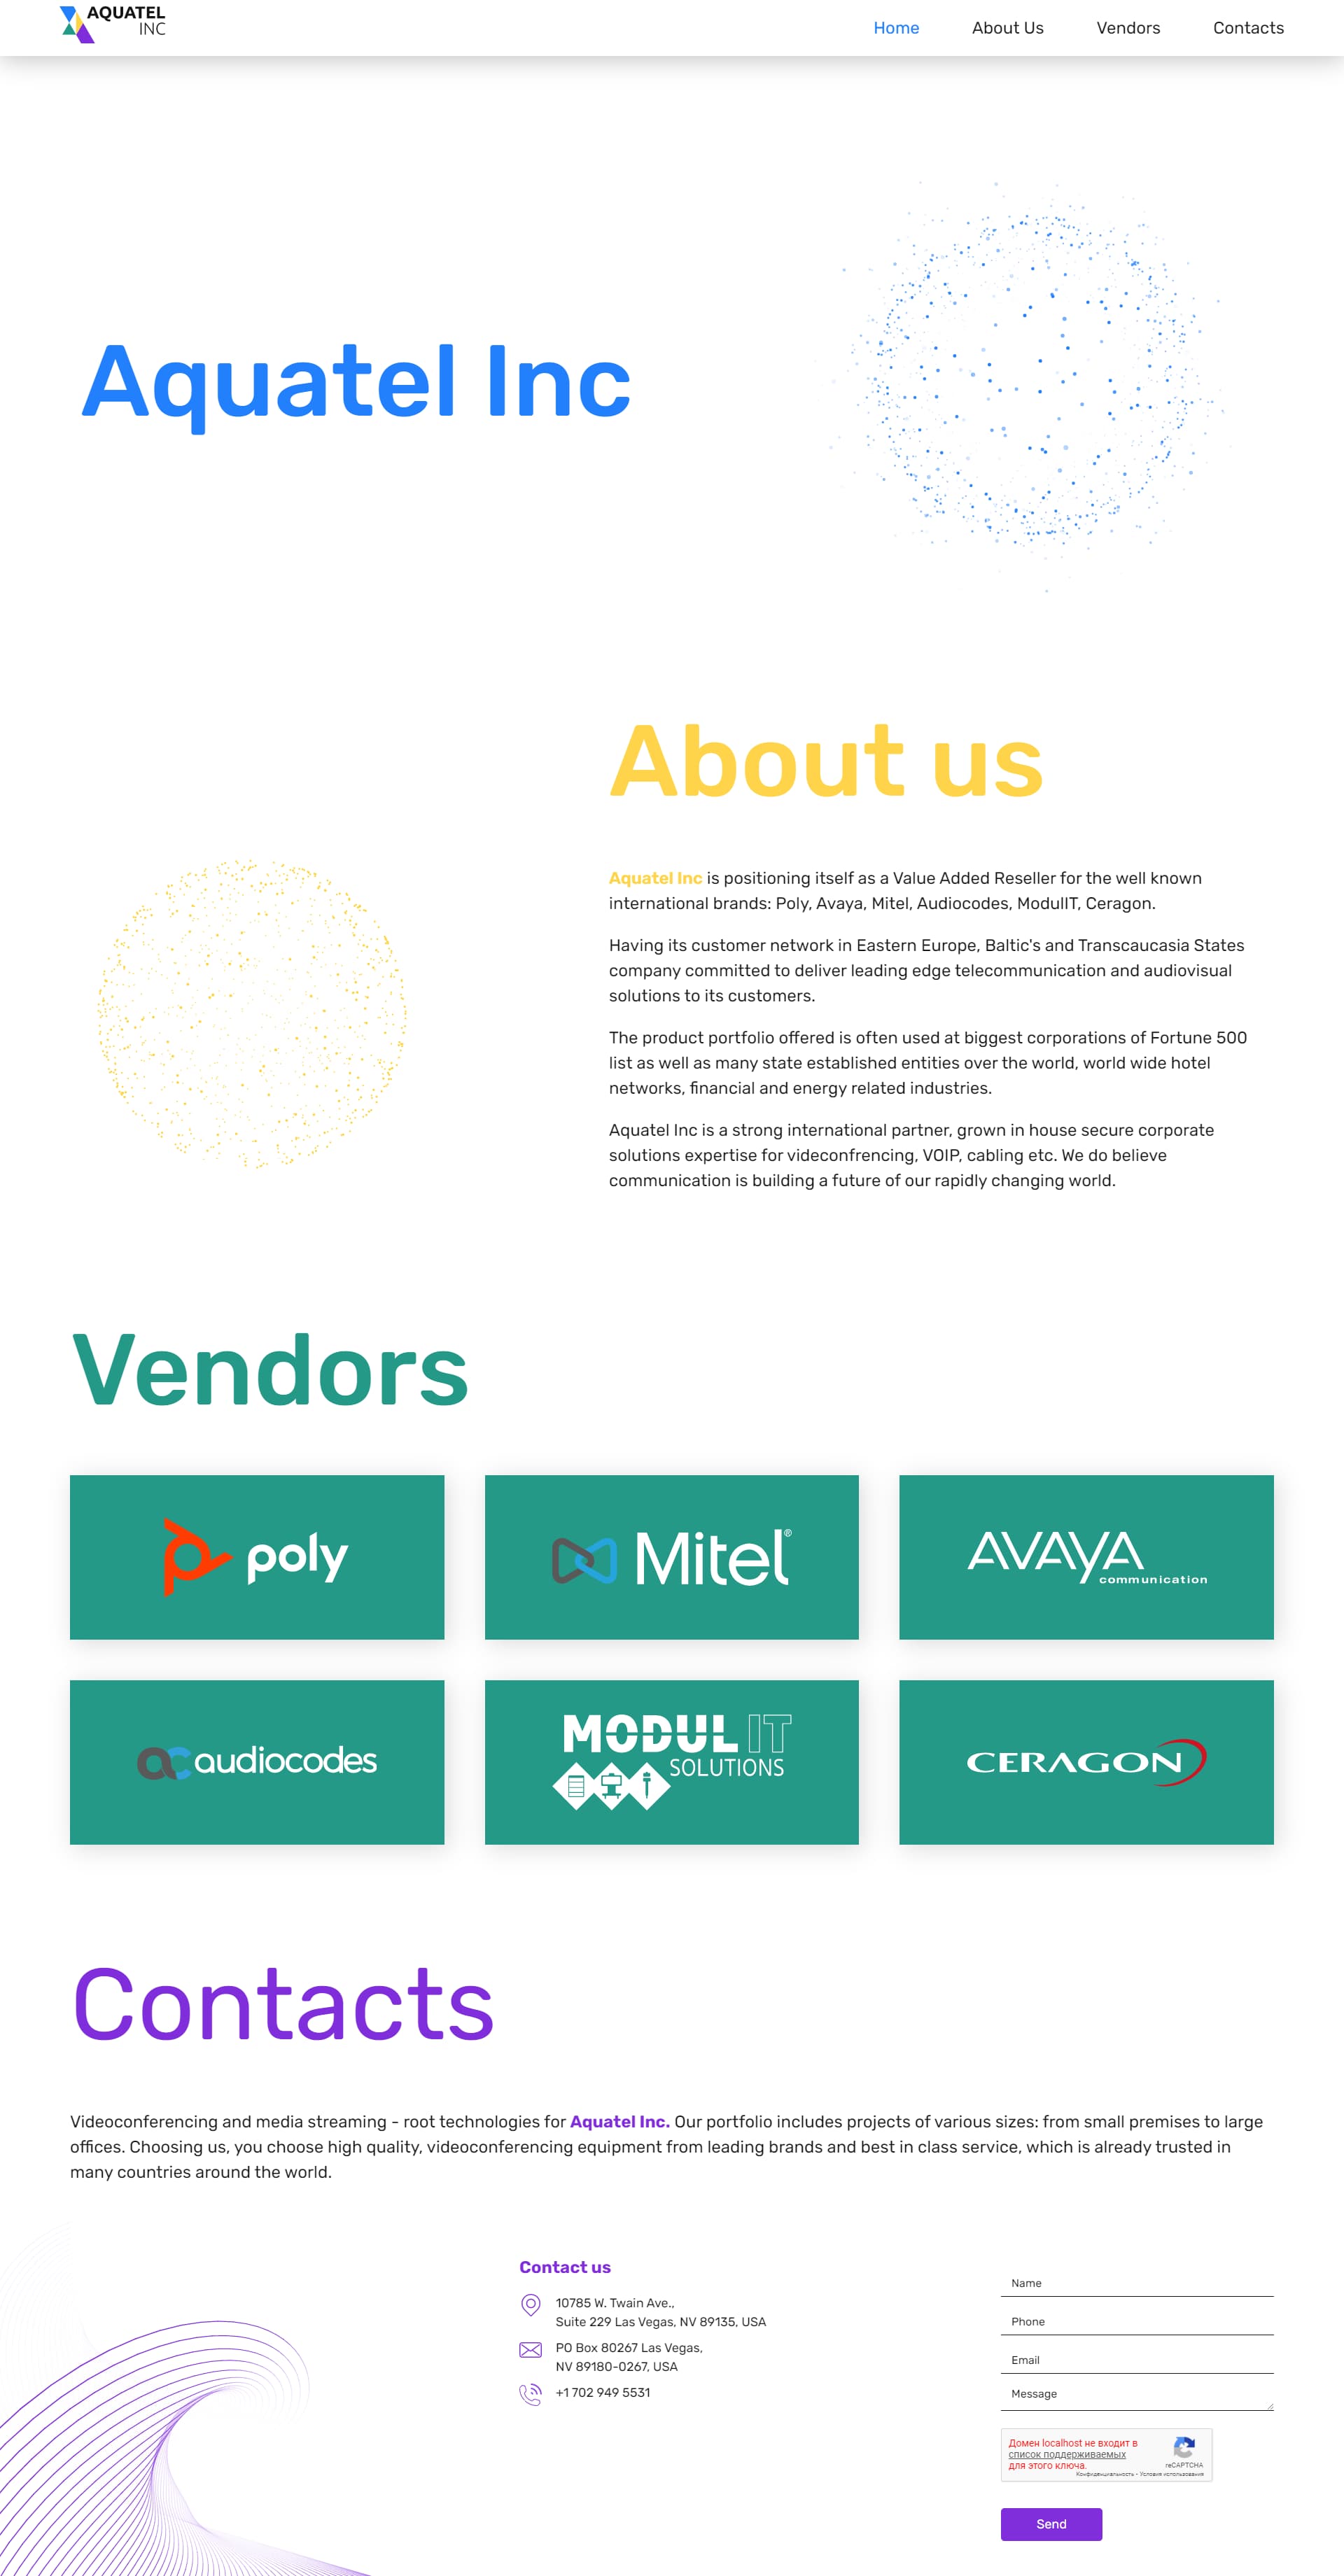 AQUATEL
INC
Home
About Us
Vendors
Contacts
Aquatel Inc
About us
Aquatel Inc is positioning itself as a Value Added Reseller for the well known
international brands: Poly, Avaya, Mitel, Audiocodes, ModulIT, Ceragon.
Having its customer network in Eastern Europe, Baltic's and Transcaucasia States
company committed to deliver leading edge telecommunication and audiovisual
solutions to its customers.
The product portfolio offered is often used at biggest corporations of Fortune 500
list as well as many state established entities over the world, world wide hotel
networks, financial and energy related industries.
Aquatel Inc is a strong international partner, grown in house secure corporate
solutions expertise for videconfrencing, VOIP, cabling etc. We do believe
communication is building a future of our rapidly changing world.
Vendors
poly
Mitel®
AVAYA
communication
ac audiocodes
MODUL IT
SOLUTIONS
CERAGON
Contacts
Videoconferencing and media streaming - root technologies for Aquatel Inc. Our portfolio includes projects of various sizes: from small premises to large
offices. Choosing us, you choose high quality, videoconferencing equipment from leading brands and best in class service, which is already trusted in
many countries around the world.
Contact us
10785 W. Twain Ave.,
Suite 229 Las Vegas, NV 89135, USA
PO Box 80267 Las Vegas,
NV 89180-0267, USA
+1 702 949 5531
Name
Phone
Email
Message
Домен localhost не входит в
список поддерживаемых
для этого ключа.
reCAPTCHA
Конфиденциальность - Условия использования
Send